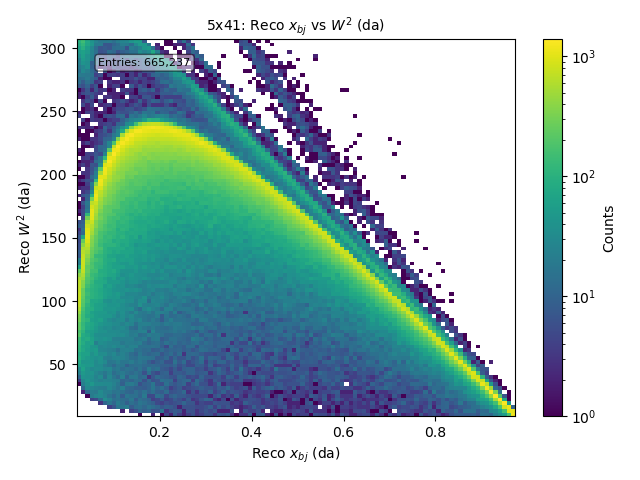 5x41: Reco $x_{bj}$ vs $W^2$ (da)
Entries: 665,237
300
250
200
150
100
50
Reco $W^2$ (da)
0.2 0.4 0.6 0.8
Reco $x_{bj}$ (da)
$10^3$
$10^2$
$10^1$
$10^0$
Counts